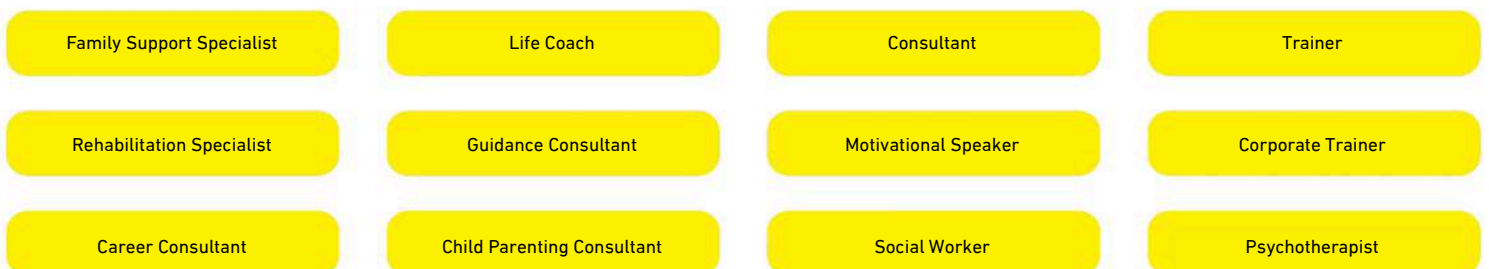 Family Support Specialist
Life Coach
Consultant
Trainer
Rehabilitation Specialist
Guidance Consultant
Motivational Speaker
Corporate Trainer
Career Consultant
Child Parenting Consultant
Social Worker
Psychotherapist